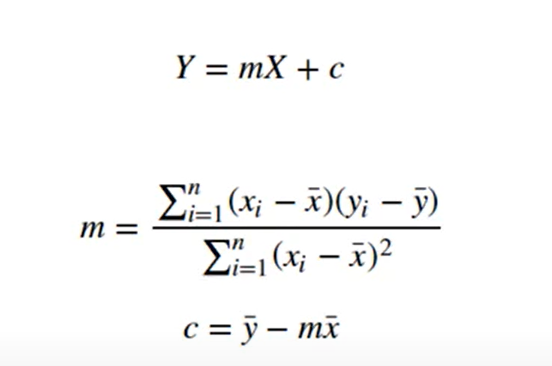 Y = mX + c
m = \frac{\sum_{i=1}^{n} (x_i - \bar{x})(y_i - \bar{y})}{\sum_{i=1}^{n} (x_i - \bar{x})^2}
c = \bar{y} - m\bar{x}